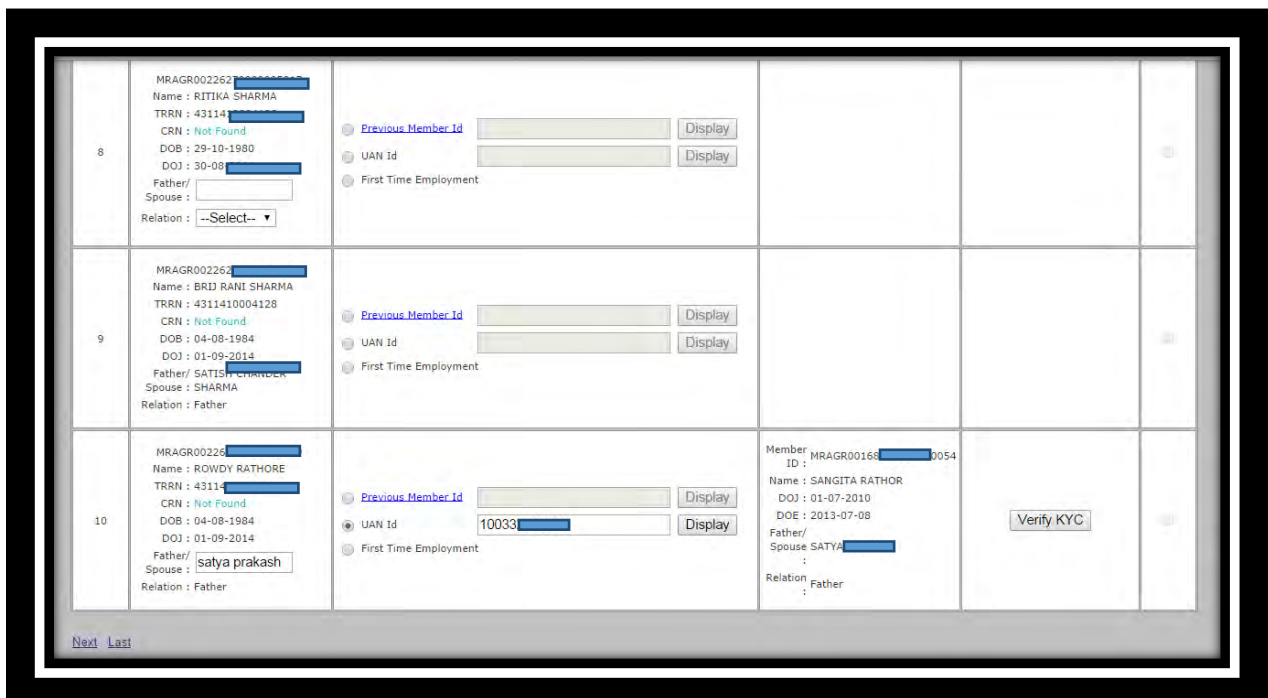 8
MRAGR002262
Name : RITIKA SHARMA
TRRN : 43114
CRN : Not Found
DOB : 29-10-1980
DOJ : 30-08
Father/
Spouse :
Relation : --Select--
Previous Member Id Display
UAN Id Display
First Time Employment
9
MRAGR002262
Name : BRIJ RANI SHARMA
TRRN : 4311410004128
CRN : Not Found
DOB : 04-08-1984
DOJ : 01-09-2014
Father/ SATISH CHANDER
Spouse : SHARMA
Relation : Father
Previous Member Id Display
UAN Id Display
First Time Employment
10
MRAGR00226
Name : ROWDY RATHORE
TRRN : 43114
CRN : Not Found
DOB : 04-08-1984
DOJ : 01-09-2014
Father/
Spouse : satya prakash
Relation : Father
Previous Member Id Display
UAN Id 10033 Display
First Time Employment
Member
ID : MRAGR00168 0054
Name : SANGITA RATHOR
DOJ : 01-07-2010
DOE : 2013-07-08
Father/
Spouse SATYA
:
Relation Father
:
Verify KYC
Next Last